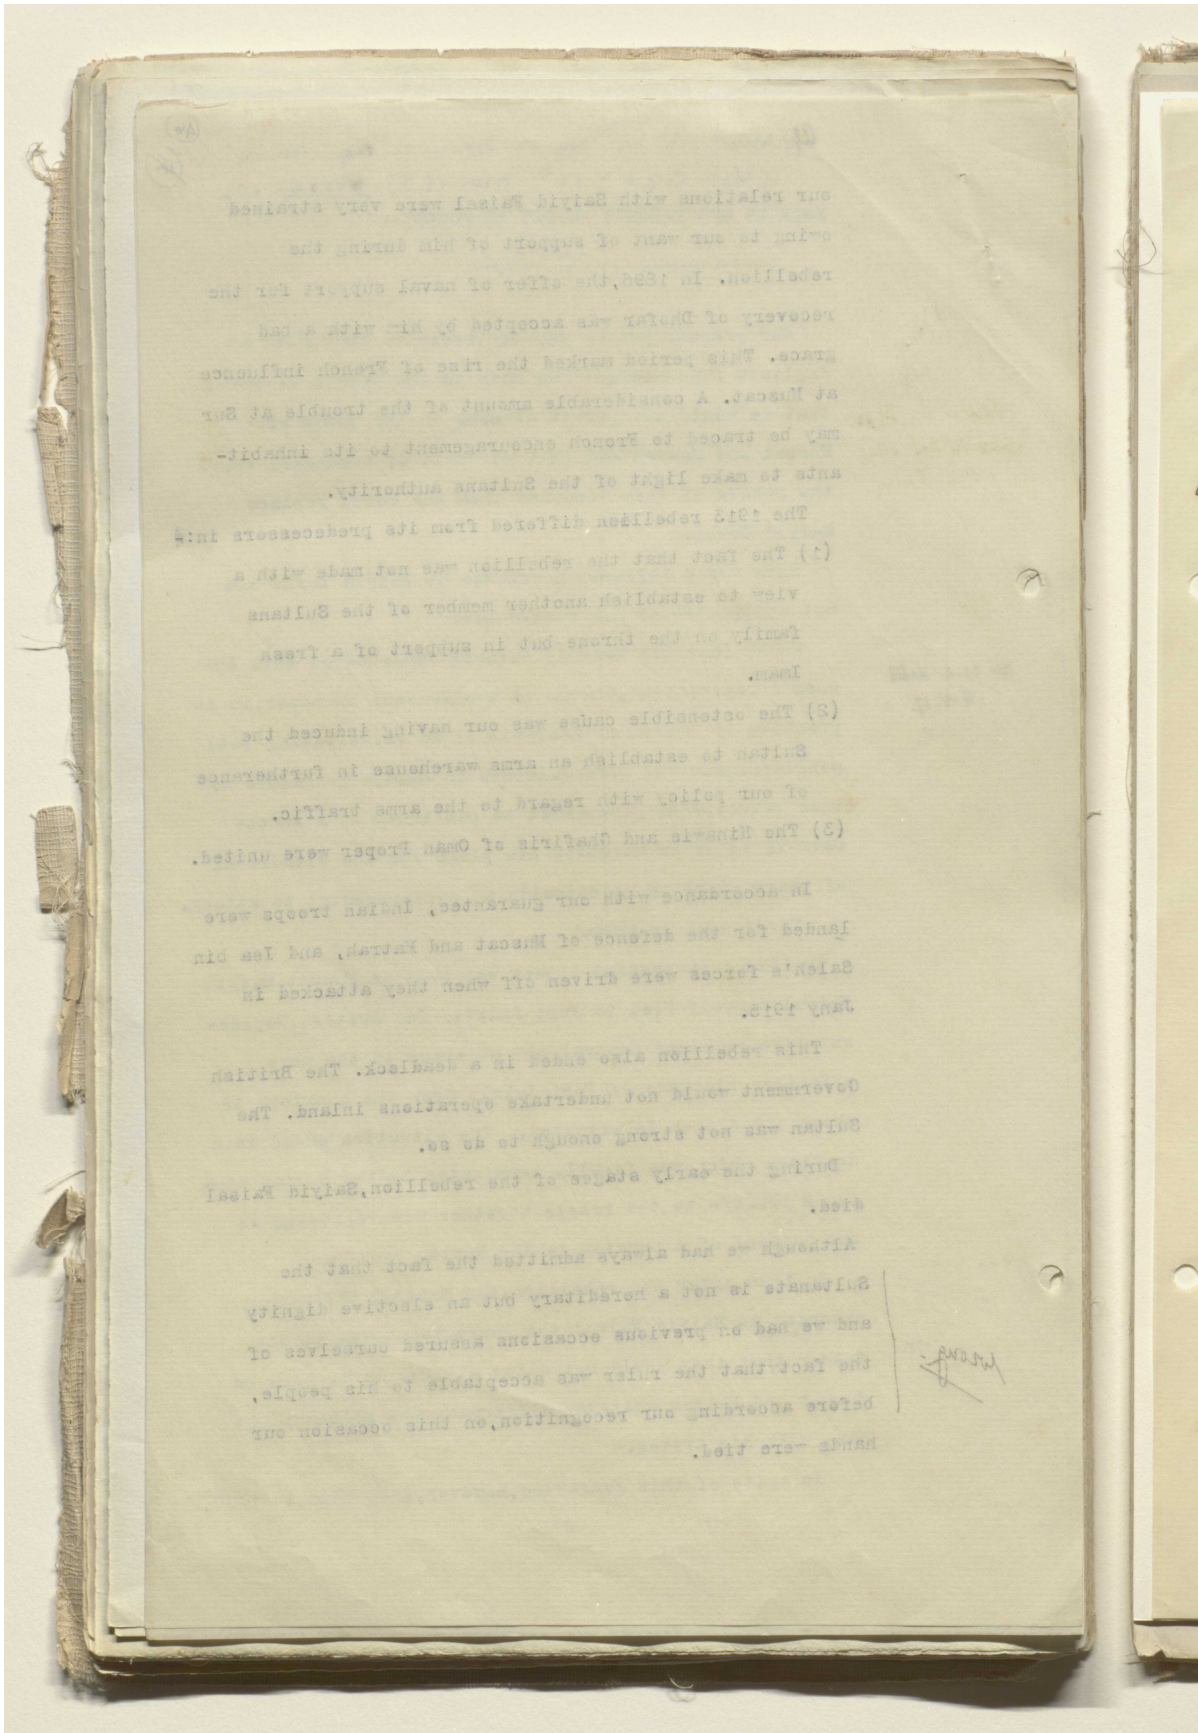 our relations with Saiyid Faisal were very strained
owing to our want of support of him during the
rebellion. In 1896,the offer of naval support for the
recovery of Dhofar was accepted by him with a bad
grace. This period marked the rise of French influence
at Muscat. A considerable amount of the trouble at Sur
may be traced to French encouragement to its inhabit-
ants to make light of the Sultans authority.
The 1913 rebellion differed from its predecessors in:-
(1) The fact that the rebellion was not made with a
view to establish another member of the Sultans
family on the throne but in support of a fresh
Imam.
(2) The ostensible cause was our having induced the
Sultan to establish an arms warehouse in furtherance
of our policy with regard to the arms traffic.
(3) The Hinawis and Ghafiris of Oman Proper were united.
In accordance with our guarantee, Indian troops were
landed for the defence of Muscat and Matrah, and Isa bin
Saleh's forces were driven off when they attacked in
Jany 1915.
This rebellion also ended in a deadlock. The British
Government would not undertake operations inland. The
Sultan was not strong enough to do so.
During the early stages of the rebellion,Saiyid Faisal
died.
Although we had always admitted the fact that the
Sultanate is not a hereditary but an elective dignity
and we had on previous occasions assured ourselves of
the fact that the ruler was acceptable to his people,
before according our recognition,on this occasion our
hands were tied.
wrong.